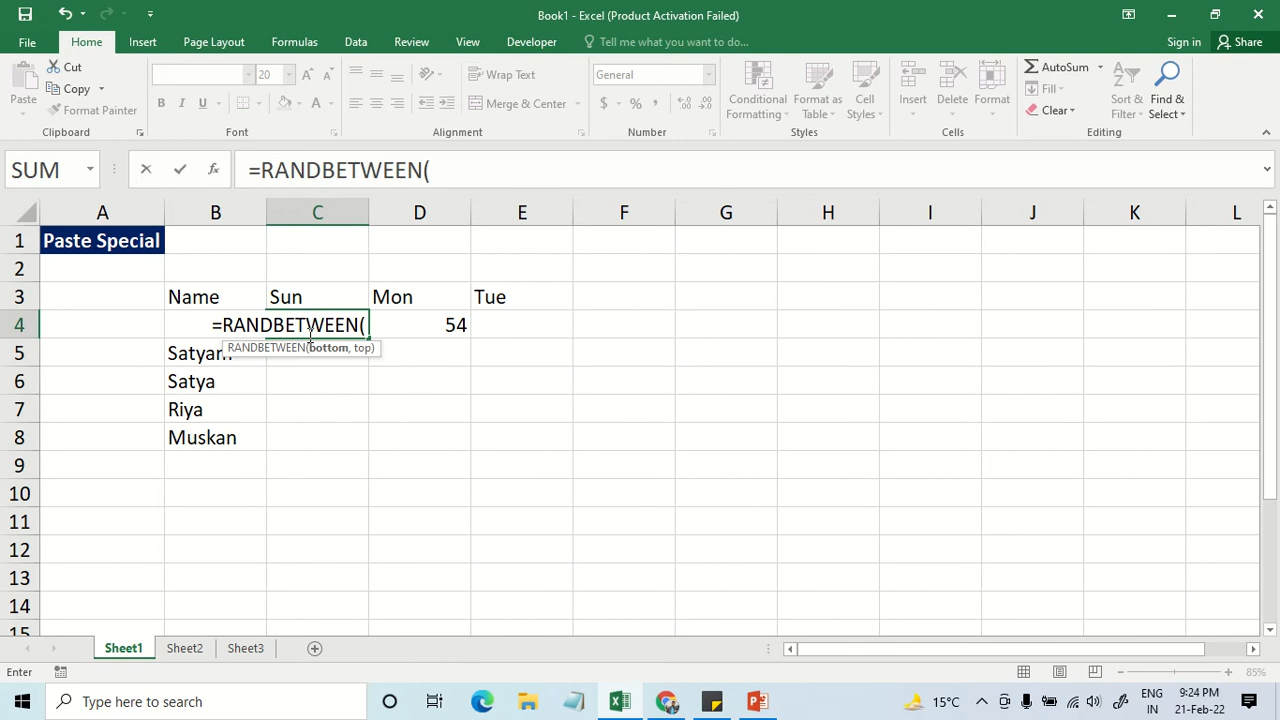 Book1 - Excel (Product Activation Failed)
File Home Insert Page Layout Formulas Data Review View Developer Tell me what you want to do... Sign in Share
Paste Cut Copy Format Painter
20 A A B I U A
Wrap Text Merge & Center
General $ % ,
Conditional Formatting Format as Table Cell Styles Insert Delete Format
AutoSum Fill Clear Sort & Filter Find & Select
Clipboard Font Alignment Number Styles Cells Editing
SUM fx =RANDBETWEEN(
A B C D E F G H I J K L
1 Paste Special
2
3 Name Sun Mon Tue
4 =RANDBETWEEN( 54
RANDBETWEEN(bottom, top)
5 Satyam
6 Satya
7 Riya
8 Muskan
9
10
11
12
13
14
15
Sheet1 Sheet2 Sheet3
Enter 85%
Type here to search 15°C ENG IN 9:24 PM 21-Feb-22